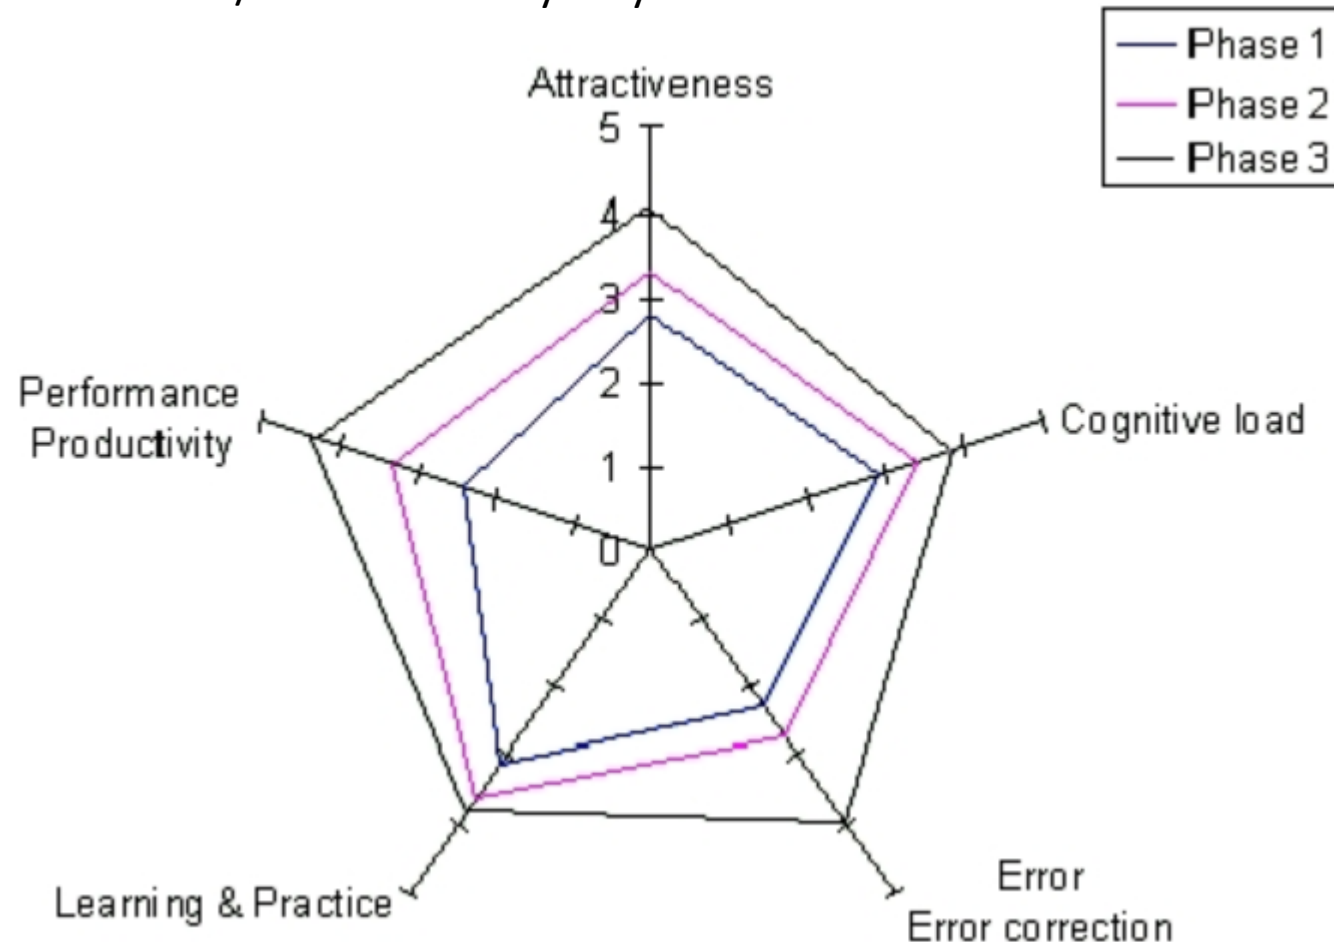 Phase 1
Phase 2
Phase 3
Attractiveness
5
4
3
2
1
0
Performance
Productivity
Cognitive load
Learning & Practice
Error
Error correction